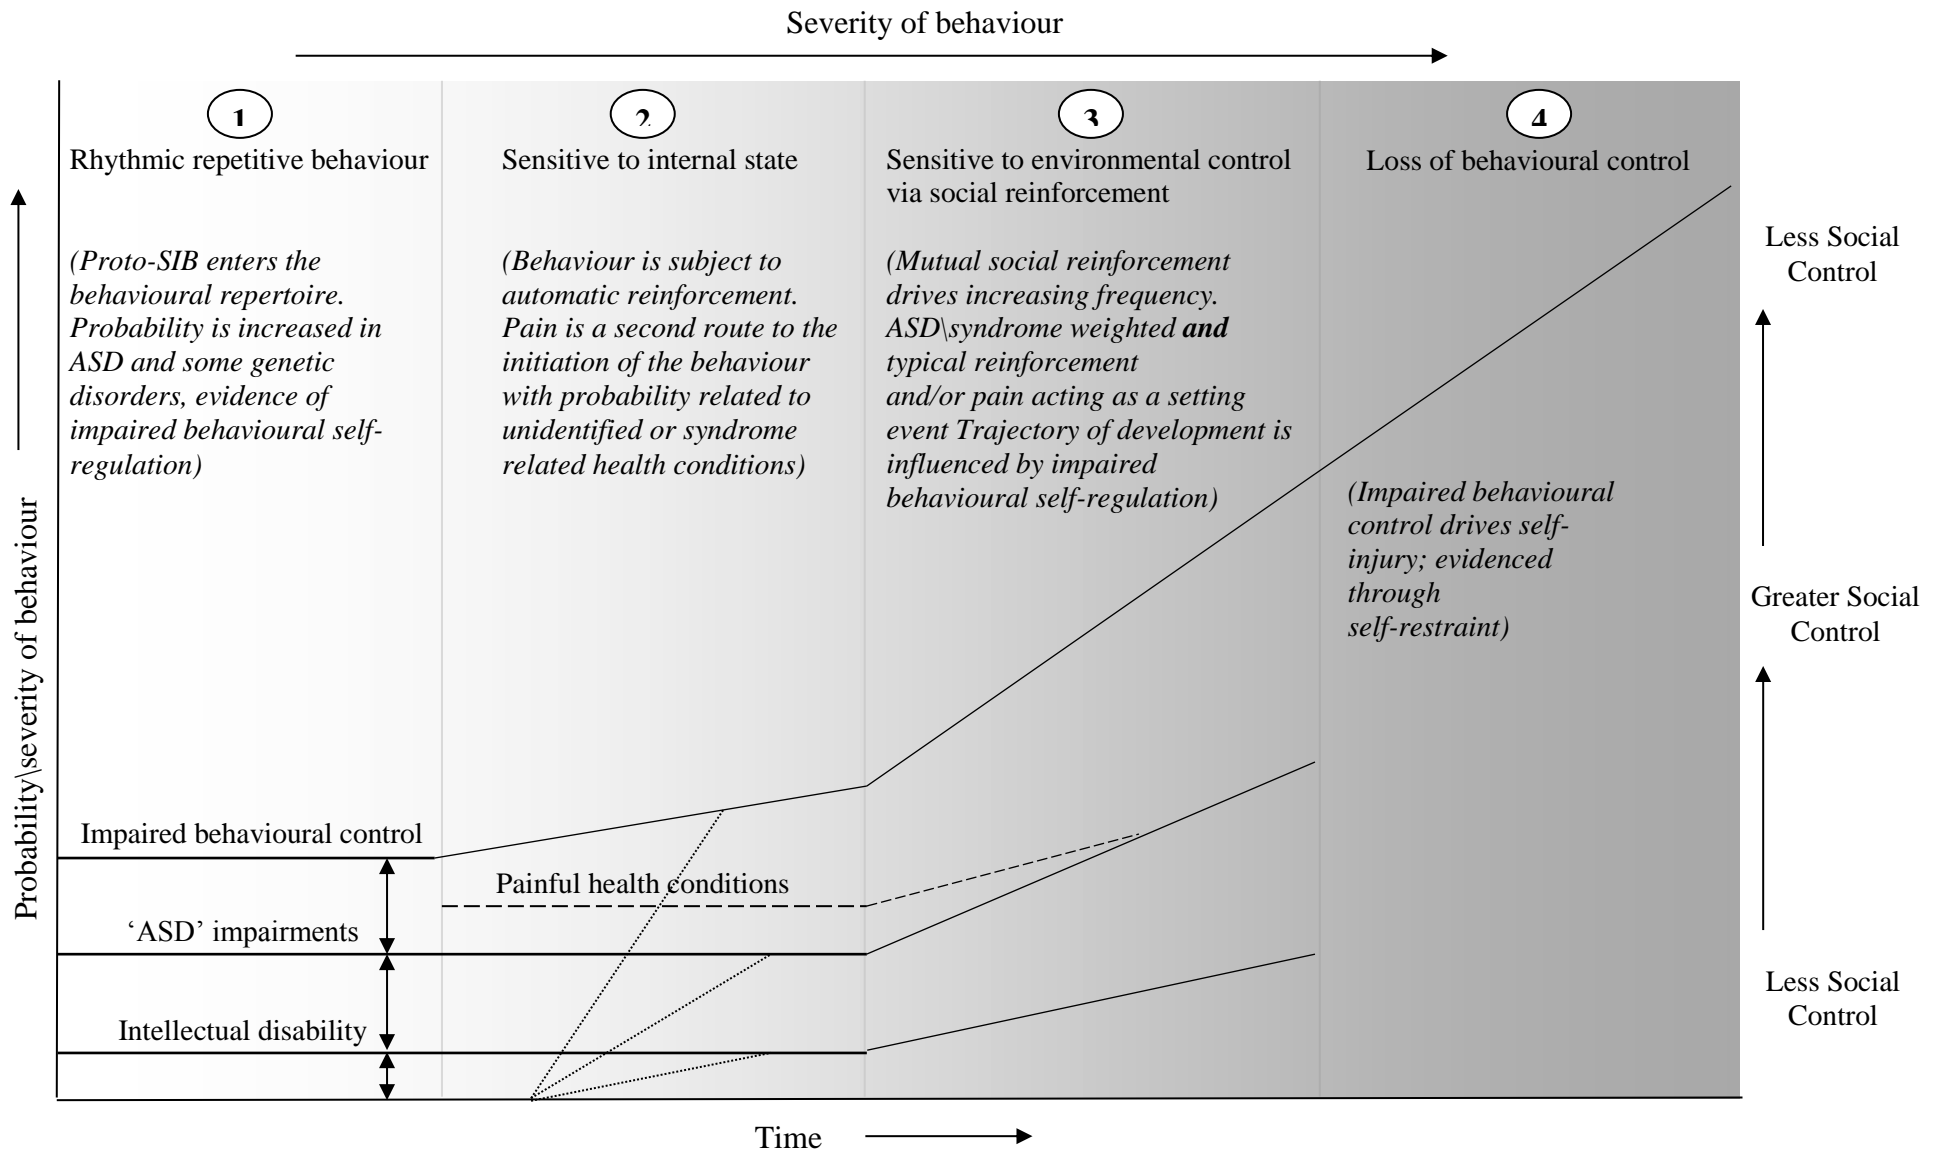 Severity of behaviour
1
2
3
4
Rhythmic repetitive behaviour
(Proto-SIB enters the
behavioural repertoire.
Probability is increased in
ASD and some genetic
disorders, evidence of
impaired behavioural self-
regulation)
Sensitive to internal state
(Behaviour is subject to
automatic reinforcement.
Pain is a second route to the
initiation of the behaviour
with probability related to
unidentified or syndrome
related health conditions)
Sensitive to environmental control
via social reinforcement
(Mutual social reinforcement
drives increasing frequency.
ASD\syndrome weighted and
typical reinforcement
and/or pain acting as a setting
event Trajectory of development is
influenced by impaired
behavioural self-regulation)
Loss of behavioural control
(Impaired behavioural
control drives self-
injury; evidenced
through
self-restraint)
Less Social
Control
Greater Social
Control
Less Social
Control
Probability\severity of behaviour
Impaired behavioural control
Painful health conditions
‘ASD’ impairments
Intellectual disability
Time